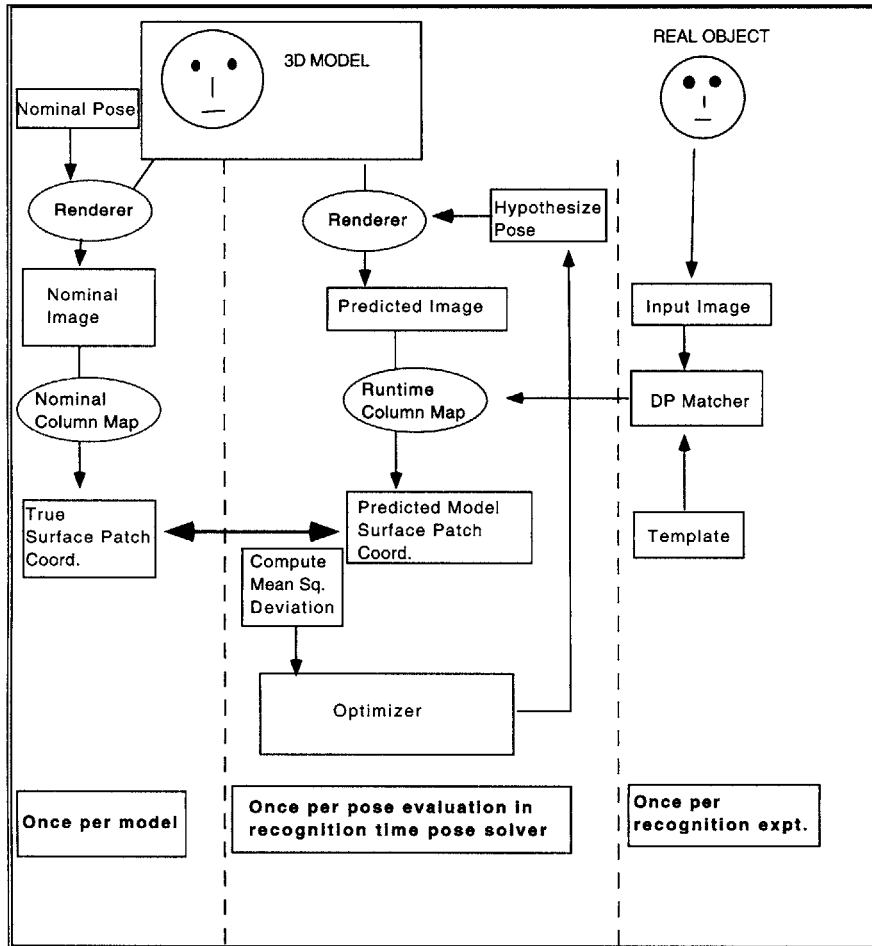 3D MODEL
REAL OBJECT
Nominal Pose
Renderer
Renderer
Hypothesize
Pose
Nominal
Image
Predicted Image
Input Image
Nominal
Column Map
Runtime
Column Map
DP Matcher
True
Surface Patch
Coord.
Predicted Model
Surface Patch
Coord.
Template
Compute
Mean Sq.
Deviation
Optimizer
Once per model
Once per pose evaluation in
recognition time pose solver
Once per
recognition expt.